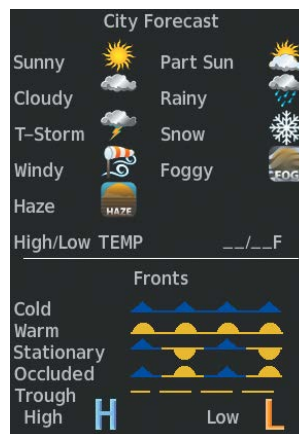 City Forecast
Sunny Part Sun
Cloudy Rainy
T-Storm Snow
Windy Foggy FOG
Haze HAZE
High/Low TEMP __/__F
Fronts
Cold
Warm
Stationary
Occluded
Trough
High H Low L